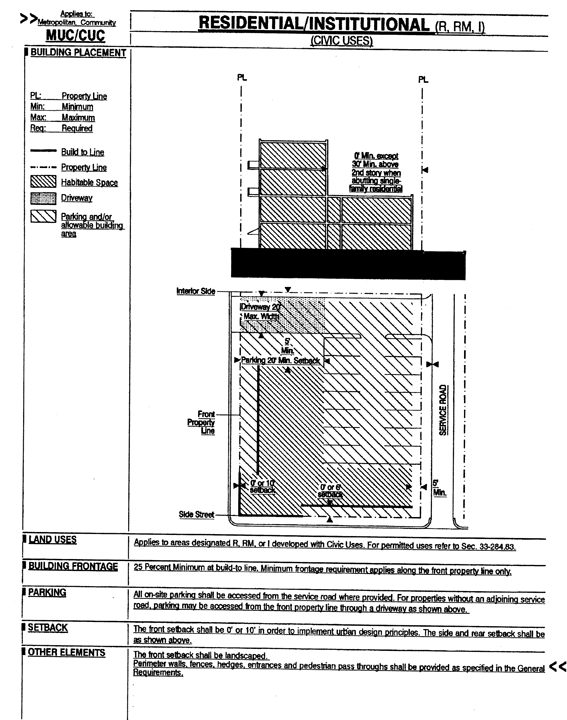 >> Applies to:
Metropolitan, Community
MUC/CUC
RESIDENTIAL/INSTITUTIONAL (R, RM, I)
(CIVIC USES)
BUILDING PLACEMENT
PL: Property Line
Min: Minimum
Max: Maximum
Req: Required
Build to Line
Property Line
Habitable Space
Driveway
Parking and/or
allowable building
area
PL
PL
0' Min. except
30' Min. above
2nd story when
abutting single-
family residential
Interior Side
Driveway 20'
Max. Width
5'
Min.
Parking 20' Min. Setback
Front
Property
Line
SERVICE ROAD
0' or 10'
setback
0' or 5'
setback
5'
Min.
Side Street
LAND USES
Applies to areas designated R, RM, or I developed with Civic Uses. For permitted uses refer to Sec. 33-284.83.
BUILDING FRONTAGE
25 Percent Minimum at build-to line. Minimum frontage requirement applies along the front property line only.
PARKING
All on-site parking shall be accessed from the service road where provided. For properties without an adjoining service
road, parking may be accessed from the front property line through a driveway as shown above.
SETBACK
The front setback shall be 0' or 10' in order to implement urban design principles. The side and rear setback shall be
as shown above.
OTHER ELEMENTS
The front setback shall be landscaped.
Perimeter walls, fences, hedges, entrances and pedestrian pass throughs shall be provided as specified in the General <<
Requirements.